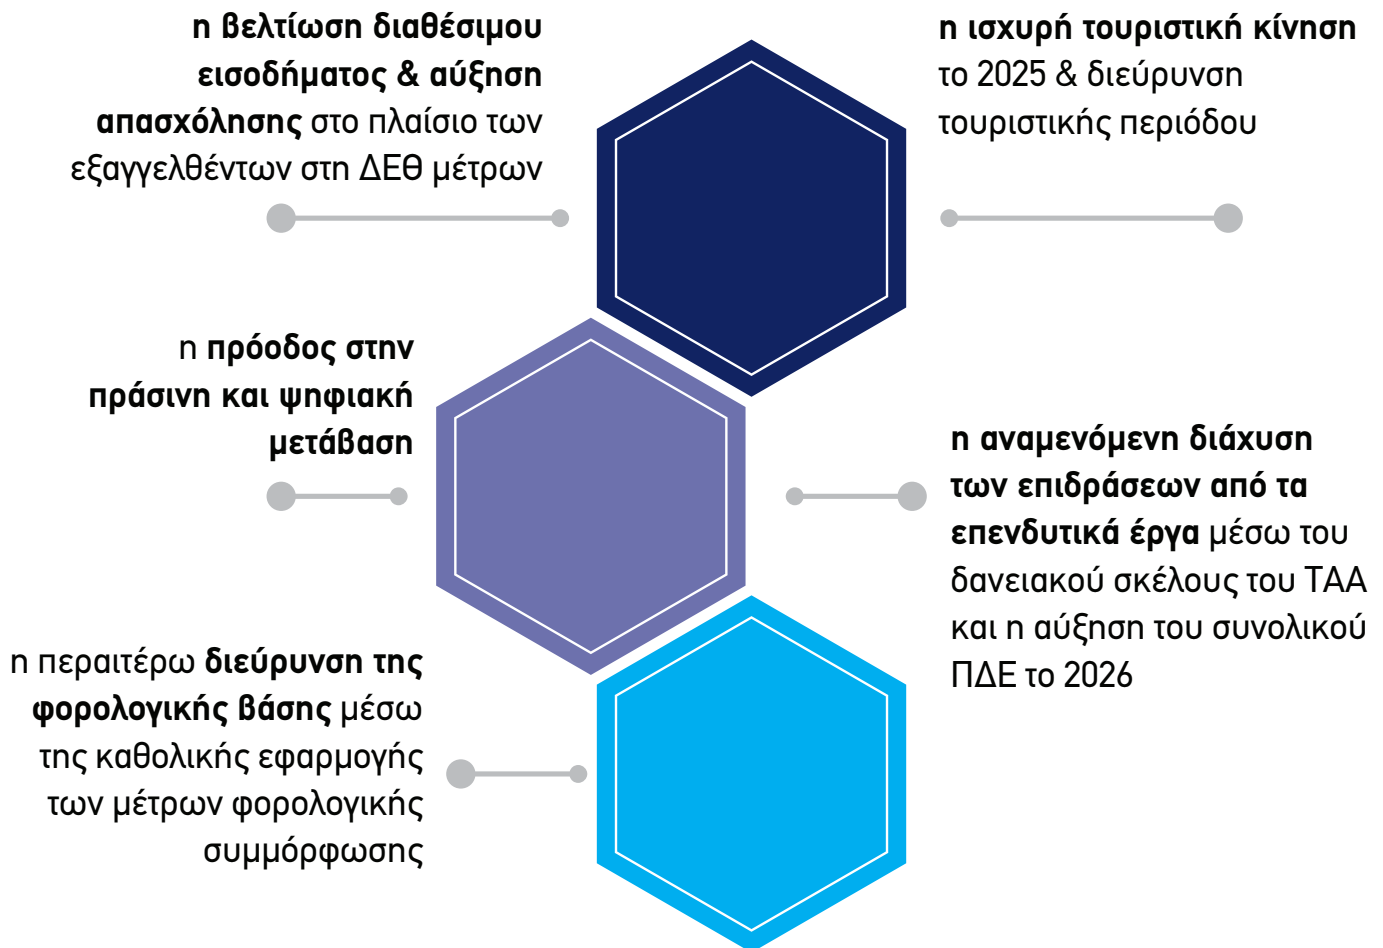 η βελτίωση διαθέσιμου
εισοδήματος & αύξηση
απασχόλησης στο πλαίσιο των
εξαγγελθέντων στη ΔΕΘ μέτρων
η ισχυρή τουριστική κίνηση
το 2025 & διεύρυνση
τουριστικής περιόδου
η πρόοδος στην
πράσινη και ψηφιακή
μετάβαση
η αναμενόμενη διάχυση
των επιδράσεων από τα
επενδυτικά έργα μέσω του
δανειακού σκέλους του ΤΑΑ
και η αύξηση του συνολικού
ΠΔΕ το 2026
η περαιτέρω διεύρυνση της
φορολογικής βάσης μέσω
της καθολικής εφαρμογής
των μέτρων φορολογικής
συμμόρφωσης